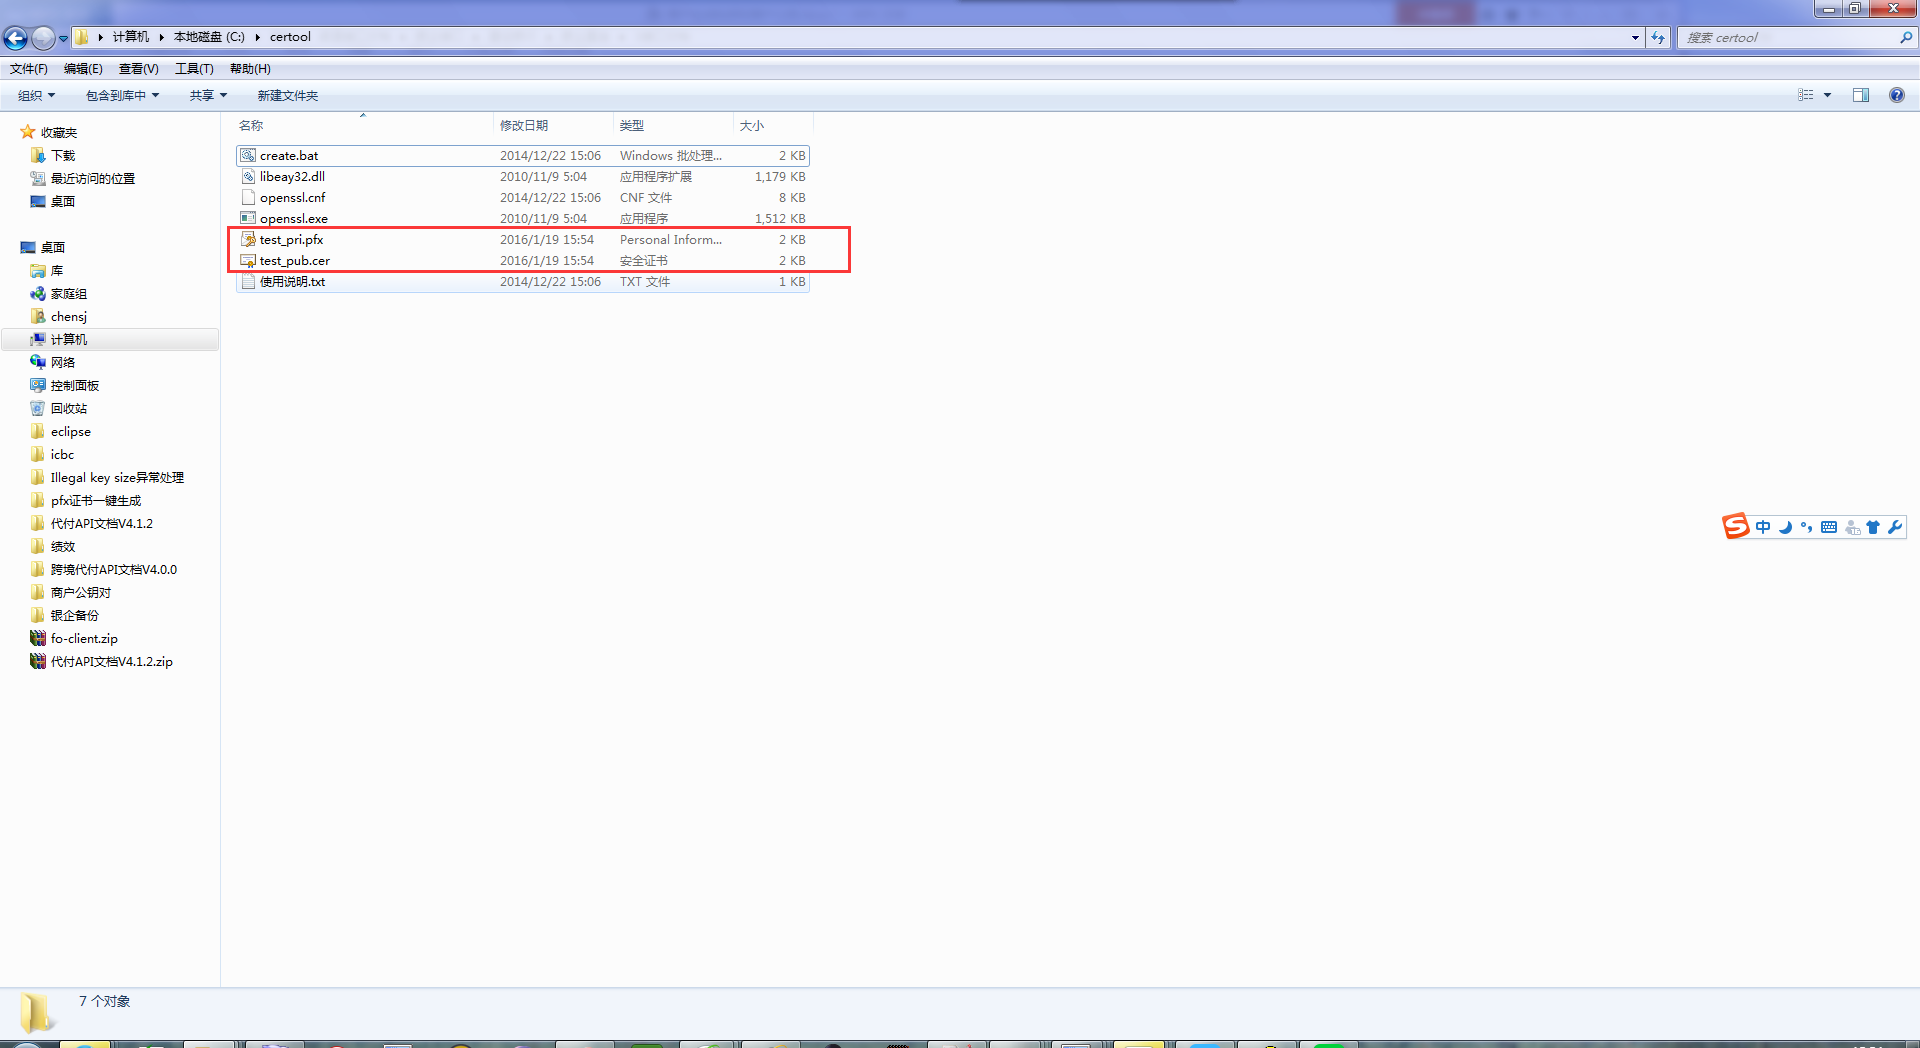 计算机 本地磁盘 (C:) certool
搜索 certool
文件(F) 编辑(E) 查看(V) 工具(T) 帮助(H)
组织 包含到库中 共享 新建文件夹
收藏夹
下载
最近访问的位置
桌面
桌面
库
家庭组
chensj
计算机
网络
控制面板
回收站
eclipse
icbc
Illegal key size异常处理
pfx证书一键生成
代付API文档V4.1.2
绩效
跨境代付API文档V4.0.0
商户公钥对
银企备份
fo-client.zip
代付API文档V4.1.2.zip
名称 修改日期 类型 大小
create.bat 2014/12/22 15:06 Windows 批处理... 2 KB
libeay32.dll 2010/11/9 5:04 应用程序扩展 1,179 KB
openssl.cnf 2014/12/22 15:06 CNF 文件 8 KB
openssl.exe 2010/11/9 5:04 应用程序 1,512 KB
test_pri.pfx 2016/1/19 15:54 Personal Inform... 2 KB
test_pub.cer 2016/1/19 15:54 安全证书 2 KB
使用说明.txt 2014/12/22 15:06 TXT 文件 1 KB
S 中
7 个对象